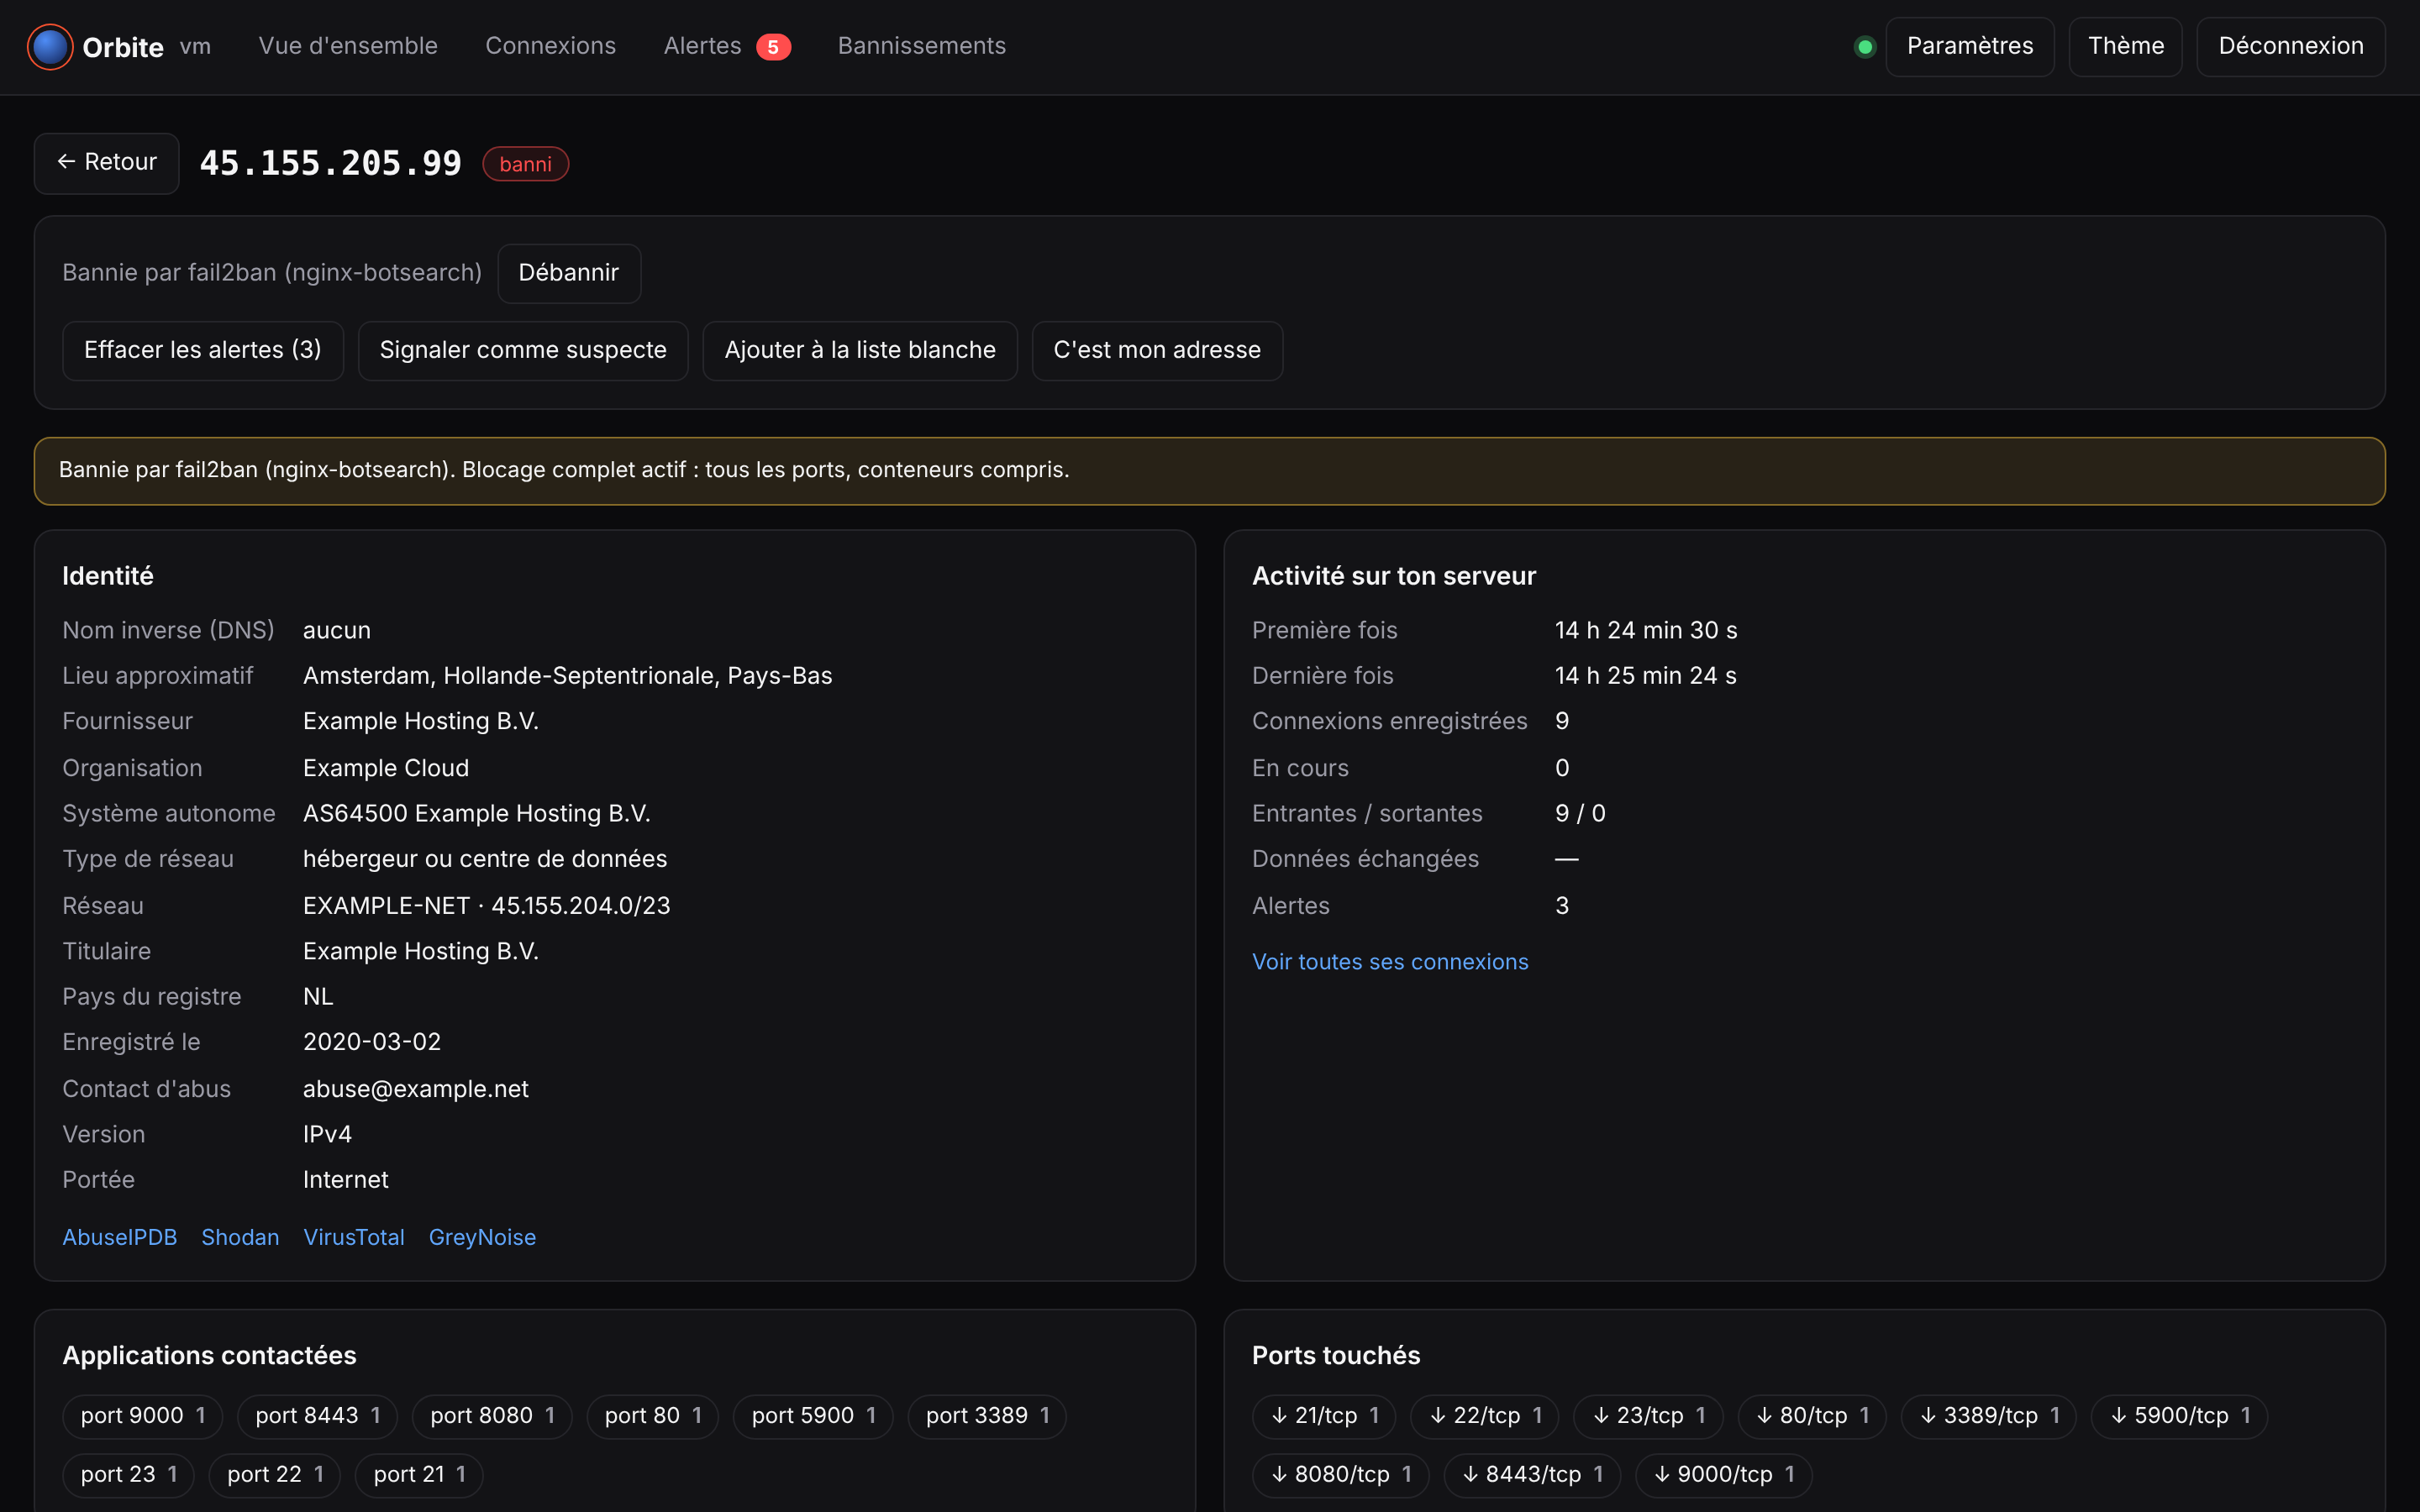 Orbite vm Vue d'ensemble Connexions Alertes 5 Bannissements Paramètres Thème Déconnexion
← Retour 45.155.205.99 banni
Bannie par fail2ban (nginx-botsearch) Débannir
Effacer les alertes (3) Signaler comme suspecte Ajouter à la liste blanche C'est mon adresse
Bannie par fail2ban (nginx-botsearch). Blocage complet actif : tous les ports, conteneurs compris.
Identité
Nom inverse (DNS) aucun
Lieu approximatif Amsterdam, Hollande-Septentrionale, Pays-Bas
Fournisseur Example Hosting B.V.
Organisation Example Cloud
Système autonome AS64500 Example Hosting B.V.
Type de réseau hébergeur ou centre de données
Réseau EXAMPLE-NET · 45.155.204.0/23
Titulaire Example Hosting B.V.
Pays du registre NL
Enregistré le 2020-03-02
Contact d'abus abuse@example.net
Version IPv4
Portée Internet
AbuseIPDB Shodan VirusTotal GreyNoise
Activité sur ton serveur
Première fois 14 h 24 min 30 s
Dernière fois 14 h 25 min 24 s
Connexions enregistrées 9
En cours 0
Entrantes / sortantes 9 / 0
Données échangées —
Alertes 3
Voir toutes ses connexions
Applications contactées
port 9000 1 port 8443 1 port 8080 1 port 80 1 port 5900 1 port 3389 1
port 23 1 port 22 1 port 21 1
Ports touchés
↓ 21/tcp 1 ↓ 22/tcp 1 ↓ 23/tcp 1 ↓ 80/tcp 1 ↓ 3389/tcp 1 ↓ 5900/tcp 1
↓ 8080/tcp 1 ↓ 8443/tcp 1 ↓ 9000/tcp 1